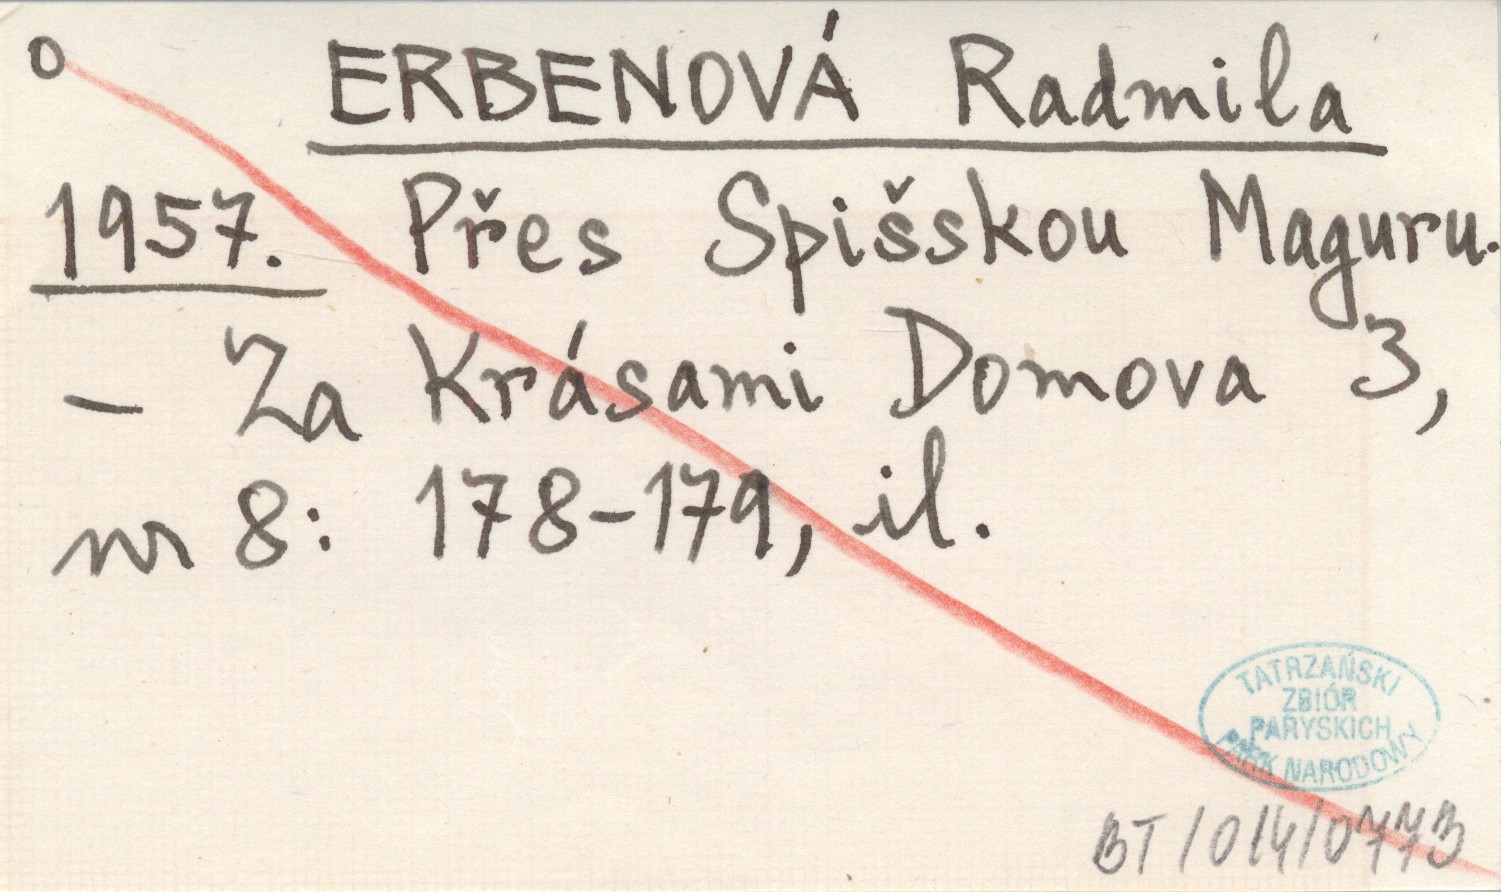 o ERBENOVÁ Radmila
1957. Přes Spišskou Maguru.
- Za Krásami Domova 3,
nr 8: 178-179, il.
TATRZAŃSKI
ZBIÓR
PARYSKICH
PARK NARODOWY
BT/014/0773